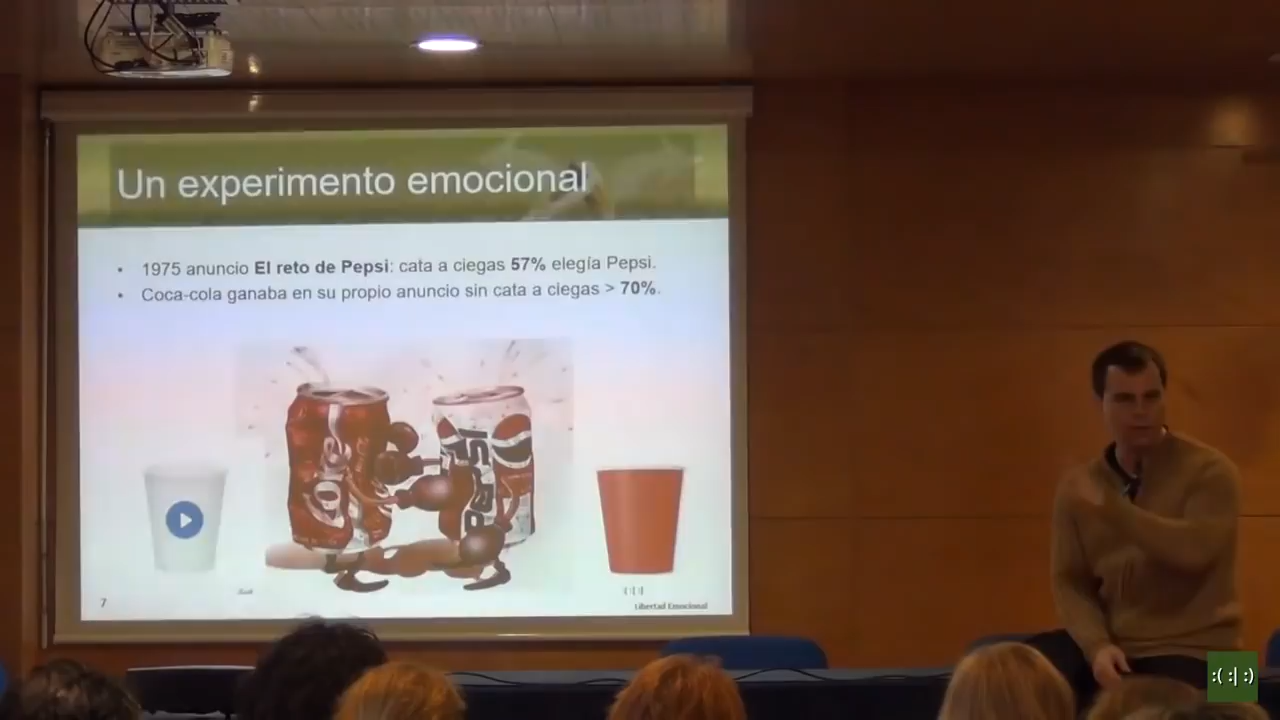 Un experimento emocional
• 1975 anuncio El reto de Pepsi: cata a ciegas 57% elegía Pepsi.
• Coca-cola ganaba en su propio anuncio sin cata a ciegas > 70%.
Coke
PEPSI
:( :| :)
7
Libertad Emocional
:( :| :)